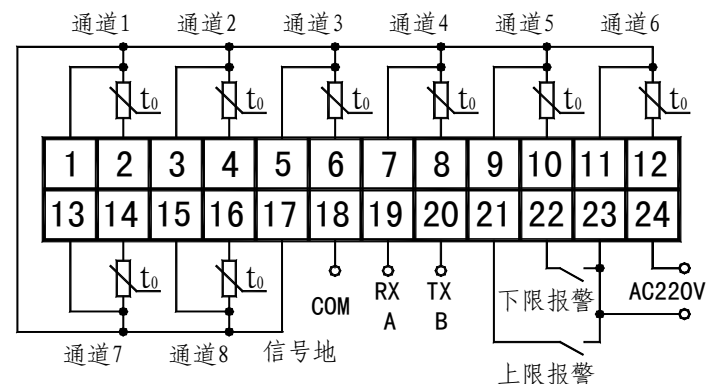 通道1 通道2 通道3 通道4 通道5 通道6
t0 t0 t0 t0 t0 t0
1 2 3 4 5 6 7 8 9 10 11 12
13 14 15 16 17 18 19 20 21 22 23 24
t0 t0 COM RX TX 下限报警 AC220V
A B
通道7 通道8 信号地
上限报警